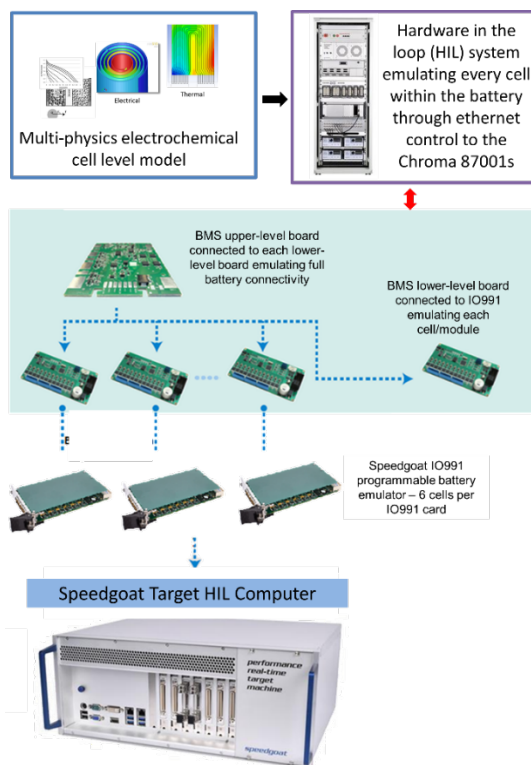 Electrical
Thermal
Multi-physics electrochemical
cell level model
Hardware in the
loop (HIL) system
emulating every cell
within the battery
through ethernet
control to the
Chroma 87001s
BMS upper-level board
connected to each lower-
level board emulating full
battery connectivity
BMS lower-level board
connected to IO991
emulating each
cell/module
Speedgoat IO991
programmable battery
emulator – 6 cells per
IO991 card
Speedgoat Target HIL Computer
performance
real-time
target
machine
speedgoat